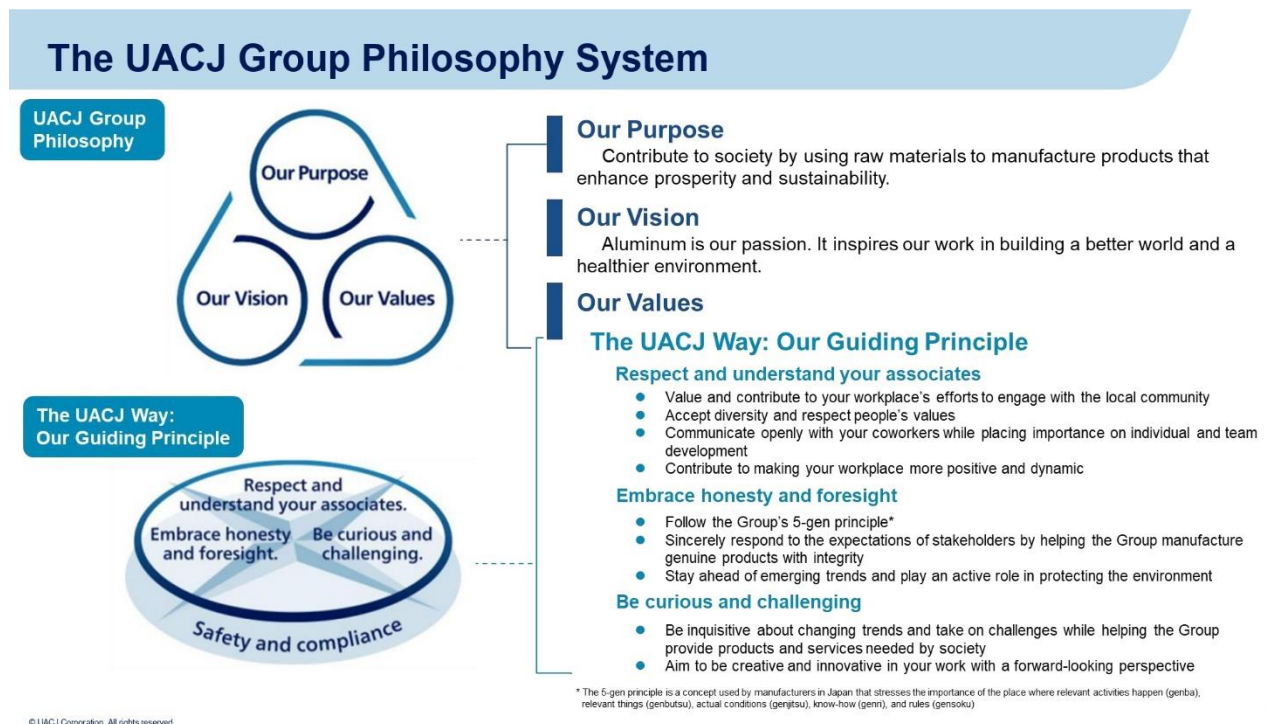 The UACJ Group Philosophy System
UACJ Group
Philosophy
Our Purpose
Our Vision
Our Values
Our Purpose
Contribute to society by using raw materials to manufacture products that
enhance prosperity and sustainability.
Our Vision
Aluminum is our passion. It inspires our work in building a better world and a
healthier environment.
Our Values
The UACJ Way: Our Guiding Principle
Respect and understand your associates
● Value and contribute to your workplace's efforts to engage with the local community
● Accept diversity and respect people's values
● Communicate openly with your coworkers while placing importance on individual and team
development
● Contribute to making your workplace more positive and dynamic
Embrace honesty and foresight
● Follow the Group's 5-gen principle*
● Sincerely respond to the expectations of stakeholders by helping the Group manufacture
genuine products with integrity
● Stay ahead of emerging trends and play an active role in protecting the environment
Be curious and challenging
● Be inquisitive about changing trends and take on challenges while helping the Group
provide products and services needed by society
● Aim to be creative and innovative in your work with a forward-looking perspective
* The 5-gen principle is a concept used by manufacturers in Japan that stresses the importance of the place where relevant activities happen (genba),
relevant things (genbutsu), actual conditions (genjitsu), know-how (genri), and rules (gensoku)
The UACJ Way:
Our Guiding Principle
Respect and
understand your associates.
Embrace honesty
and foresight.
Be curious and
challenging.
Safety and compliance
© UACJ Corporation. All rights reserved.